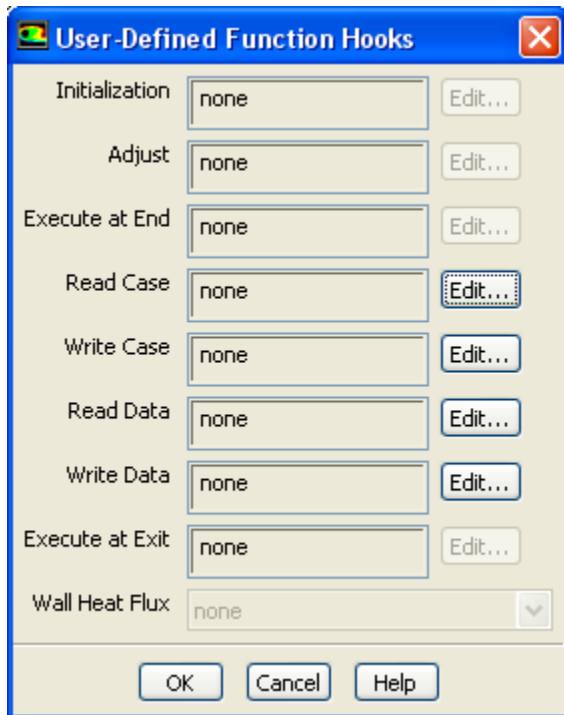 User-Defined Function Hooks
Initialization none Edit...
Adjust none Edit...
Execute at End none Edit...
Read Case none Edit...
Write Case none Edit...
Read Data none Edit...
Write Data none Edit...
Execute at Exit none Edit...
Wall Heat Flux none
OK Cancel Help